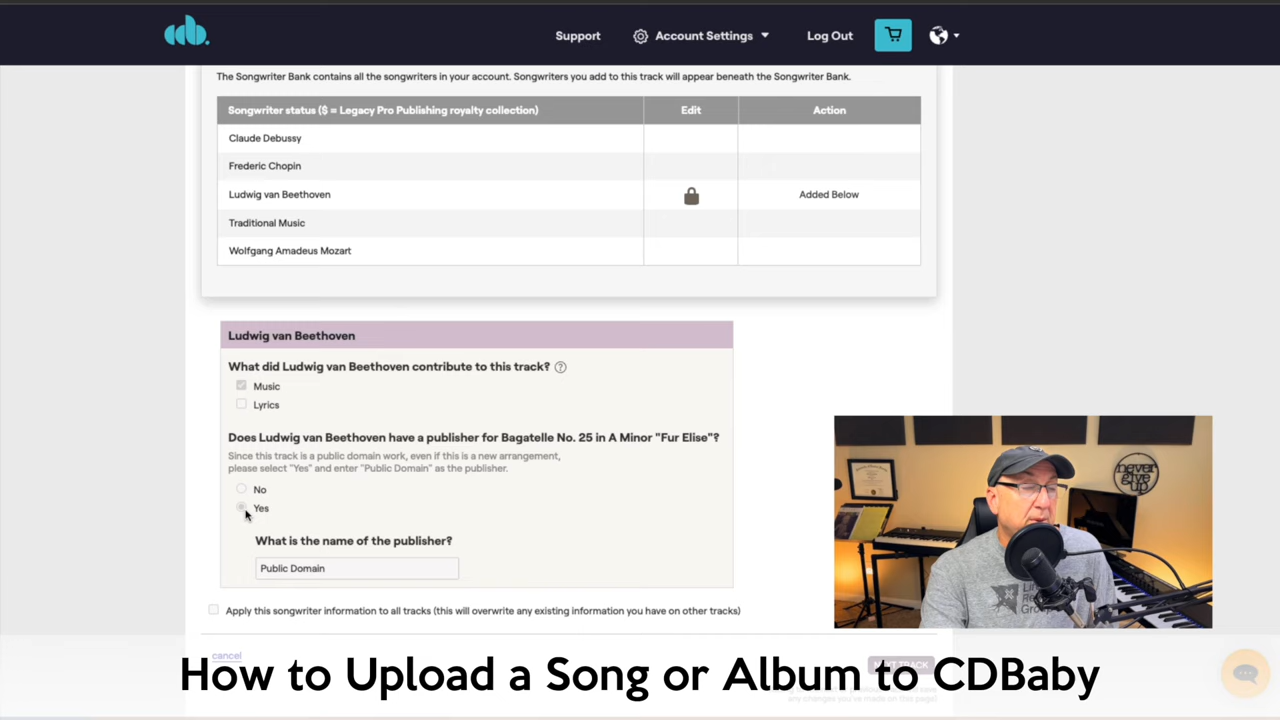 cdb.
Support
Account Settings
Log Out
The Songwriter Bank contains all the songwriters in your account. Songwriters you add to this track will appear beneath the Songwriter Bank.
Songwriter status ($ = Legacy Pro Publishing royalty collection)
Edit
Action
Claude Debussy
Frederic Chopin
Ludwig van Beethoven
Added Below
Traditional Music
Wolfgang Amadeus Mozart
Ludwig van Beethoven
What did Ludwig van Beethoven contribute to this track? ?
Music
Lyrics
Does Ludwig van Beethoven have a publisher for Bagatelle No. 25 in A Minor "Fur Elise"?
Since this track is a public domain work, even if this is a new arrangement,
please select "Yes" and enter "Public Domain" as the publisher.
No
Yes
What is the name of the publisher?
Public Domain
never
give
up
Apply this songwriter information to all tracks (this will overwrite any existing information you have on other tracks)
cancel
How to Upload a Song or Album to CDBaby